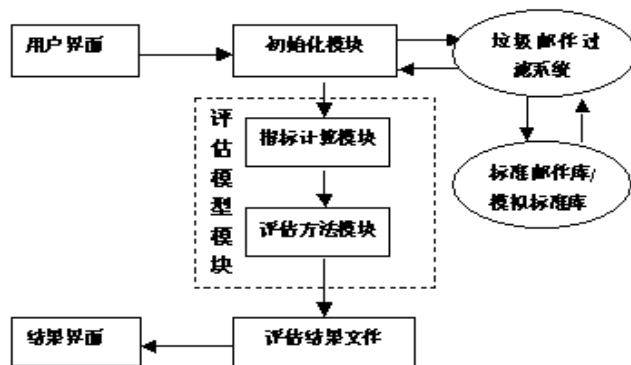 用户界面
初始化模块
垃圾邮件过
滤系统
评估模型模块
指标计算模块
标准邮件库/
模拟标准库
评估方法模块
结果界面
评估结果文件